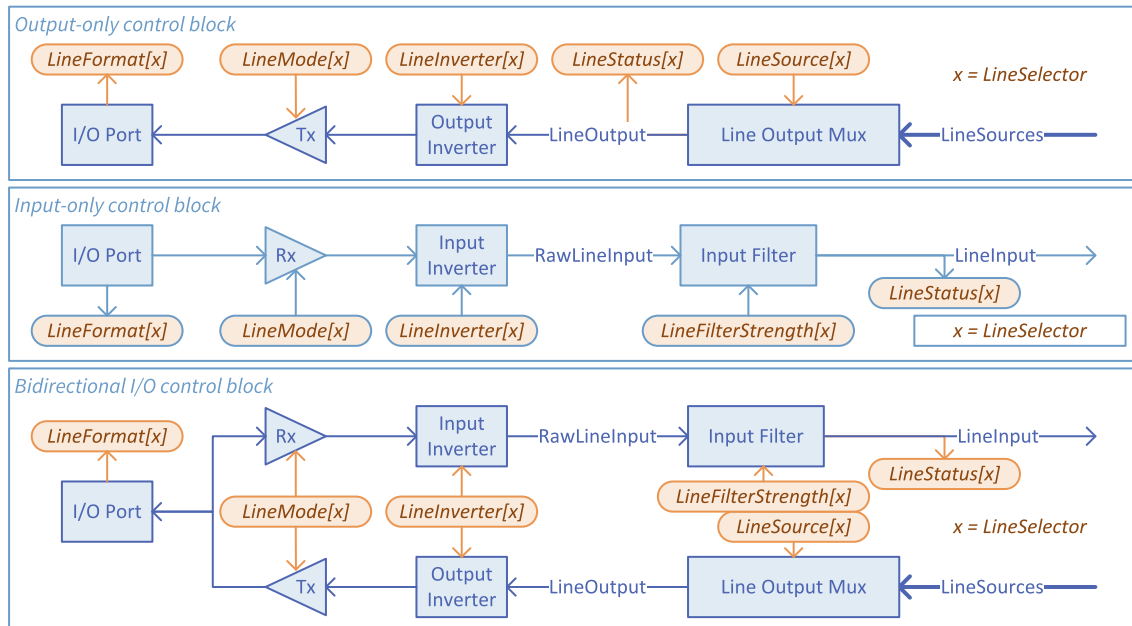 Output-only control block
LineFormat[x]
LineMode[x]
LineInverter[x]
LineStatus[x]
LineSource[x]
x = LineSelector
I/O Port
Tx
Output
Inverter
LineOutput
Line Output Mux
LineSources
Input-only control block
I/O Port
Rx
Input
Inverter
RawLineInput
Input Filter
LineInput
LineStatus[x]
LineFormat[x]
LineMode[x]
LineInverter[x]
LineFilterStrength[x]
x = LineSelector
Bidirectional I/O control block
LineFormat[x]
Rx
Input
Inverter
RawLineInput
Input Filter
LineInput
LineStatus[x]
I/O Port
LineMode[x]
LineInverter[x]
LineFilterStrength[x]
LineSource[x]
x = LineSelector
Tx
Output
Inverter
LineOutput
Line Output Mux
LineSources